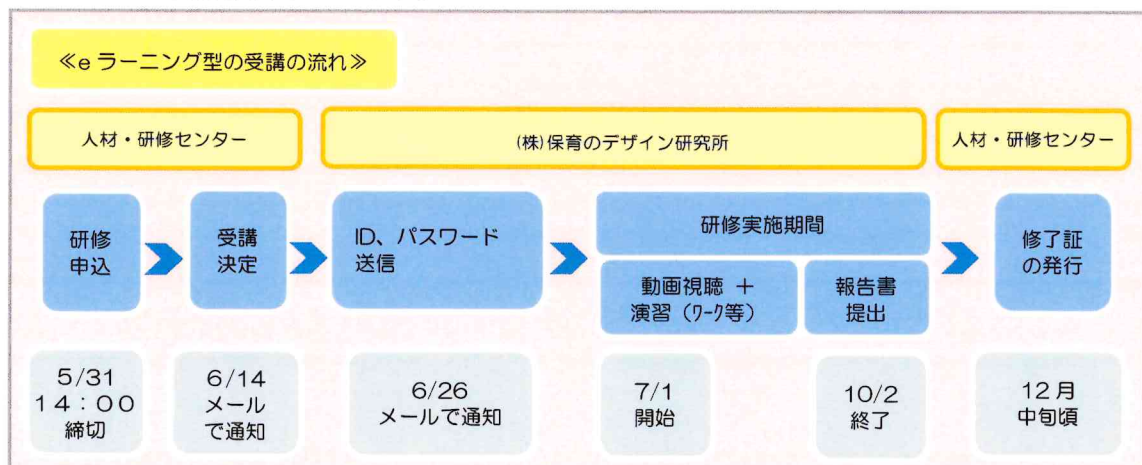 ≪e ラーニング型の受講の流れ≫
人材・研修センター
(株)保育のデザイン研究所
人材・研修センター
研修
申込
受講
決定
ID、パスワード
送信
研修実施期間
動画視聴 ＋
演習（ﾜｰｸ等）
報告書
提出
修了証
の発行
5/31
１４：００
締切
6/14
メール
で通知
6/26
メールで通知
7/1
開始
10/2
終了
12月
中旬頃